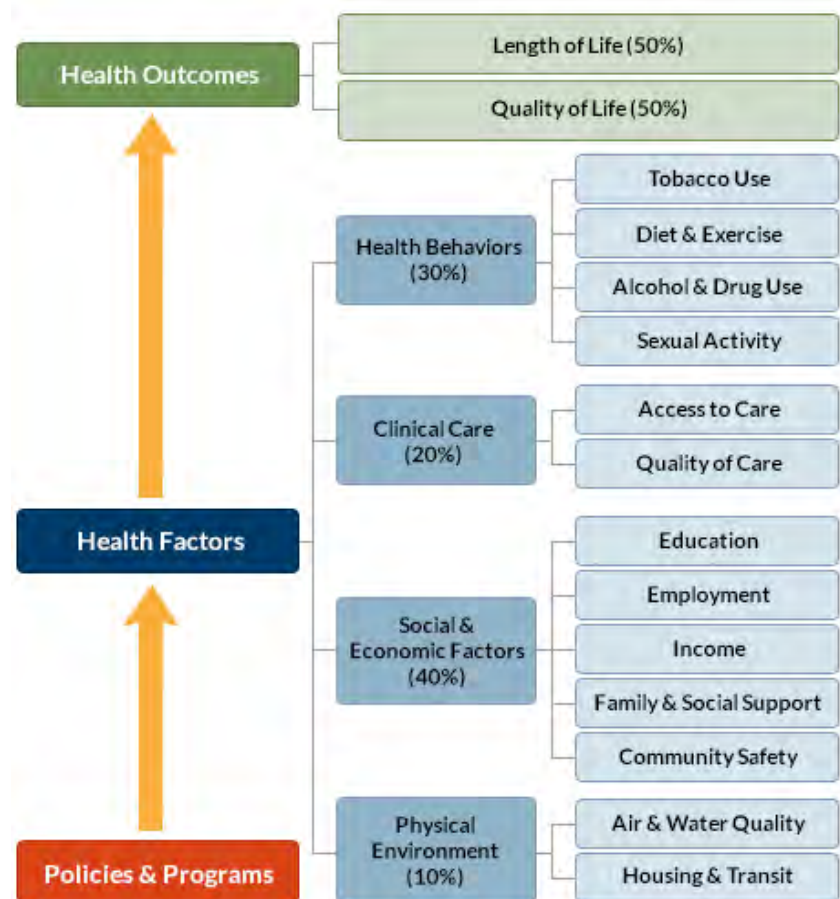 Health Outcomes
Length of Life (50%)
Quality of Life (50%)
Health Factors
Health Behaviors
(30%)
Tobacco Use
Diet & Exercise
Alcohol & Drug Use
Sexual Activity
Clinical Care
(20%)
Access to Care
Quality of Care
Social &
Economic Factors
(40%)
Education
Employment
Income
Family & Social Support
Community Safety
Physical
Environment
(10%)
Air & Water Quality
Housing & Transit
Policies & Programs